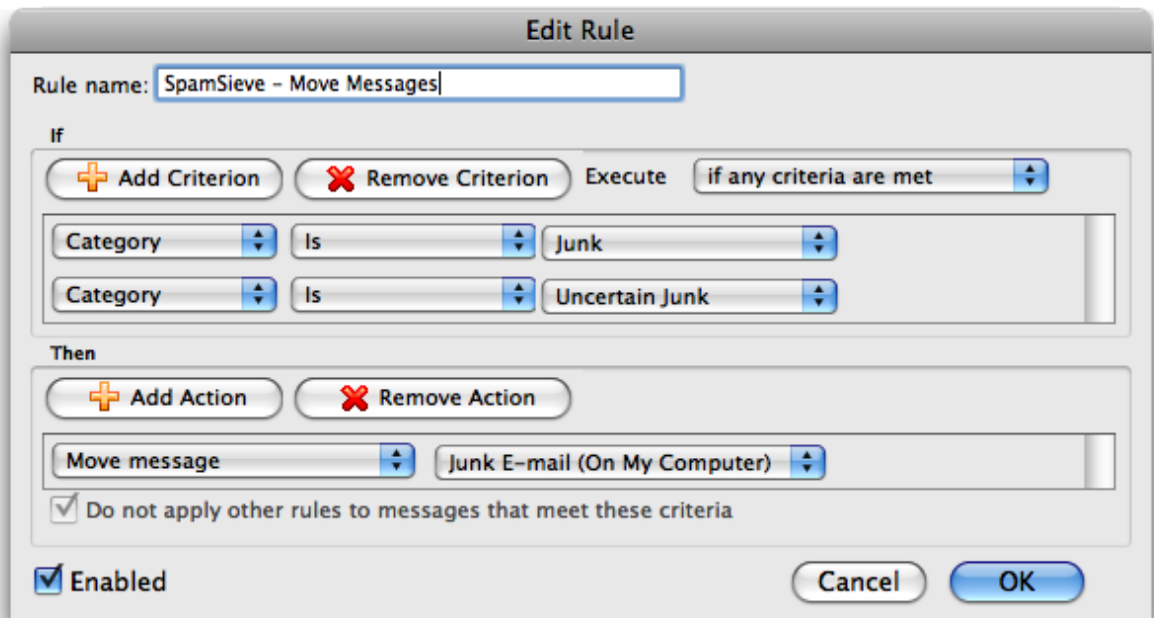 Edit Rule
Rule name: SpamSieve – Move Messages
If
Add Criterion Remove Criterion Execute if any criteria are met
Category Is Junk
Category Is Uncertain Junk
Then
Add Action Remove Action
Move message Junk E-mail (On My Computer)
Do not apply other rules to messages that meet these criteria
Enabled Cancel OK